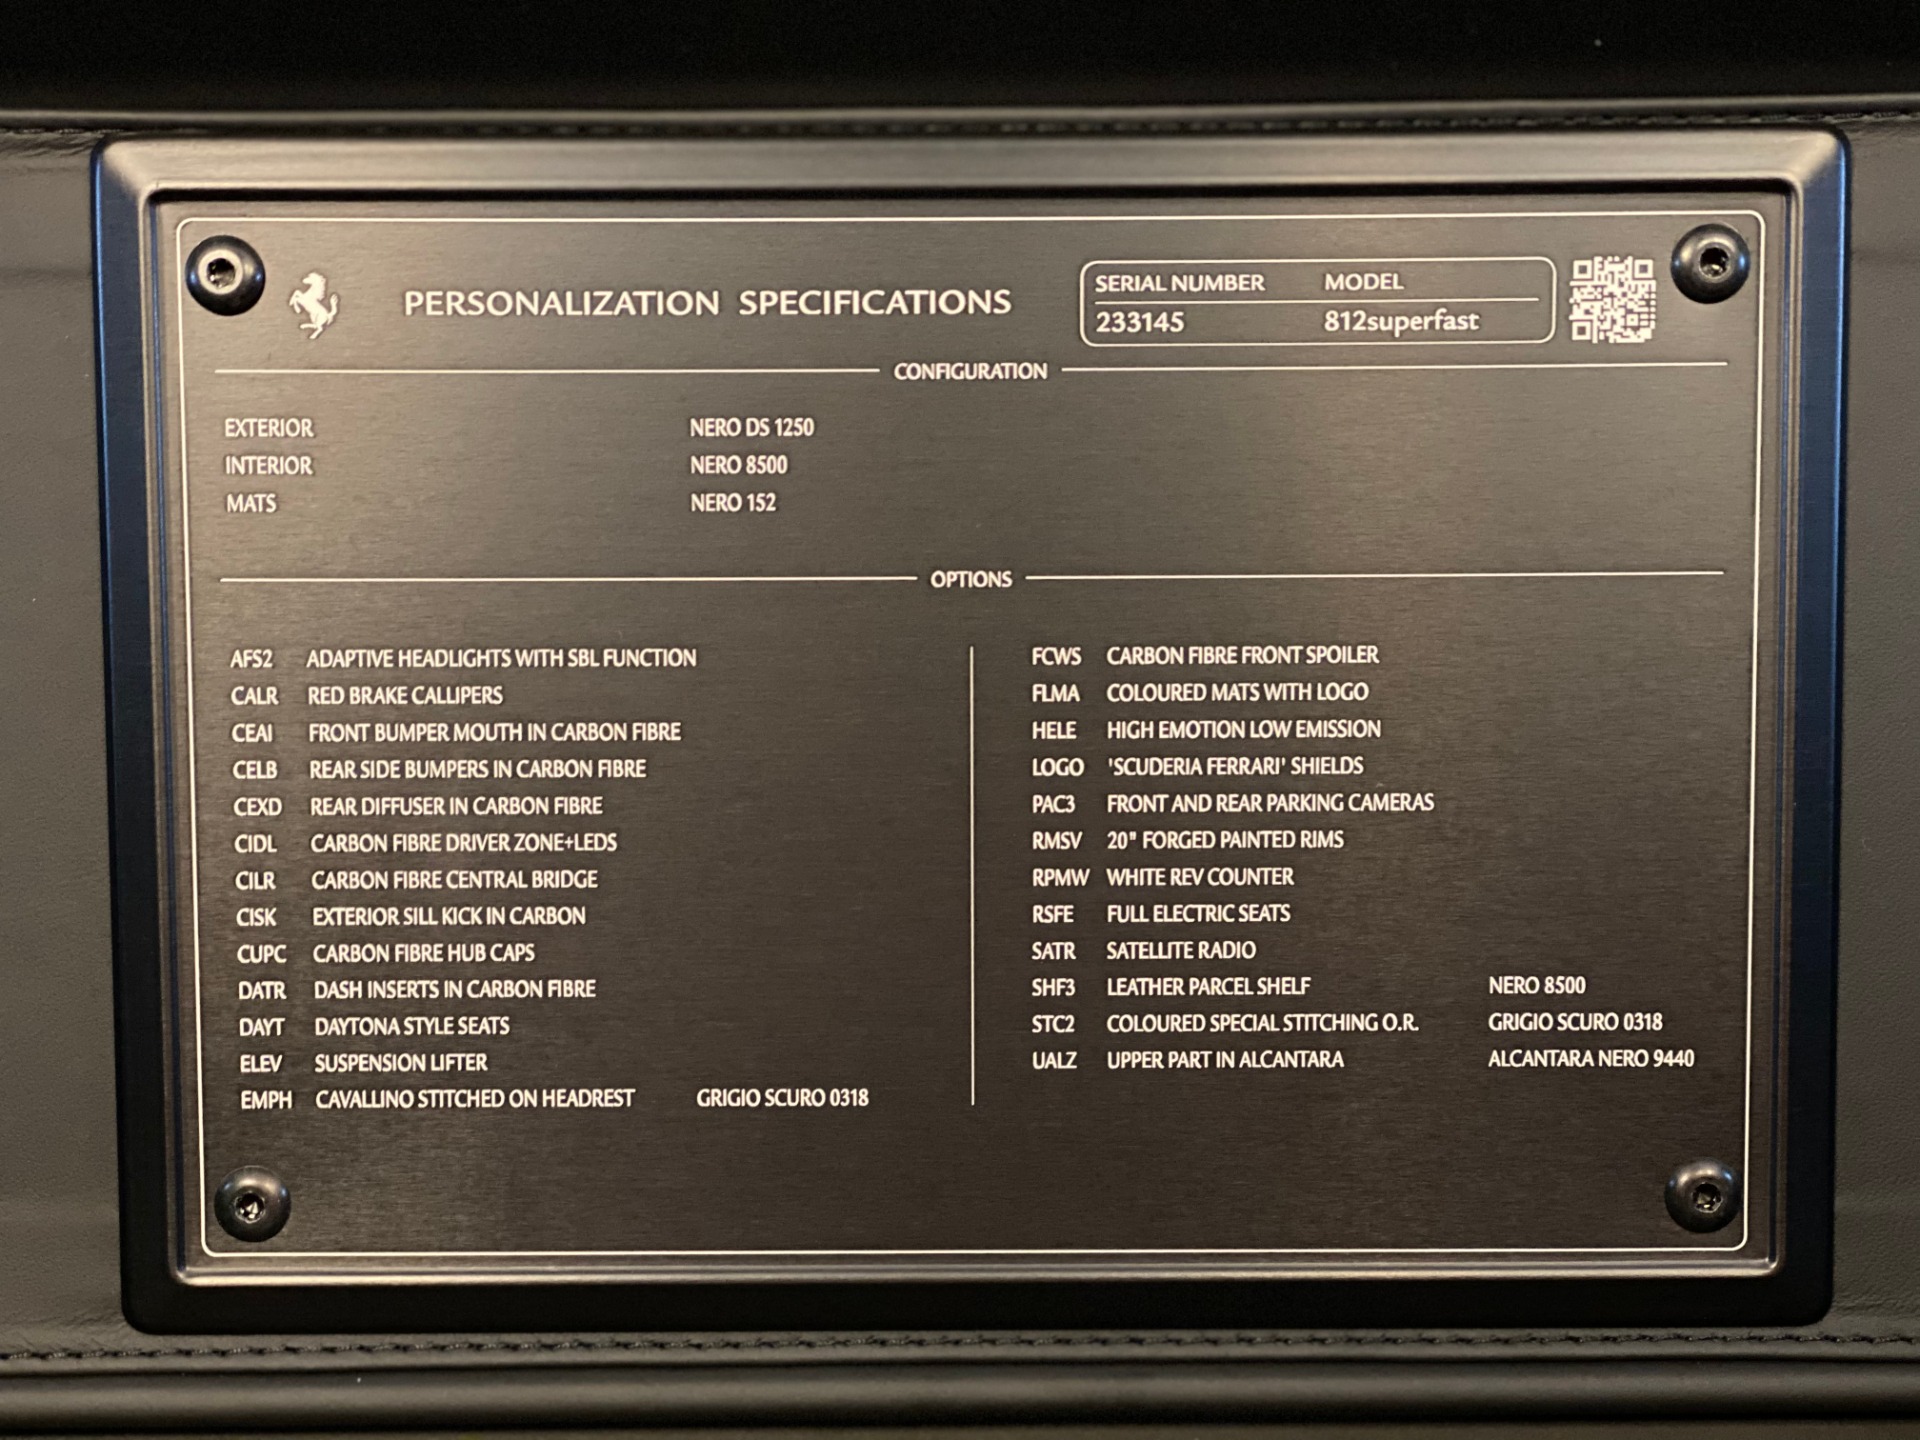 PERSONALIZATION SPECIFICATIONS
SERIAL NUMBER MODEL
233145 812superfast
CONFIGURATION
EXTERIOR NERO DS 1250
INTERIOR NERO 8500
MATS NERO 152
OPTIONS
AFS2 ADAPTIVE HEADLIGHTS WITH SBL FUNCTION
CALR RED BRAKE CALLIPERS
CEAI FRONT BUMPER MOUTH IN CARBON FIBRE
CELB REAR SIDE BUMPERS IN CARBON FIBRE
CEXD REAR DIFFUSER IN CARBON FIBRE
CIDL CARBON FIBRE DRIVER ZONE+LEDS
CILR CARBON FIBRE CENTRAL BRIDGE
CISK EXTERIOR SILL KICK IN CARBON
CUPC CARBON FIBRE HUB CAPS
DATR DASH INSERTS IN CARBON FIBRE
DAYT DAYTONA STYLE SEATS
ELEV SUSPENSION LIFTER
EMPH CAVALLINO STITCHED ON HEADREST GRIGIO SCURO 0318
FCWS CARBON FIBRE FRONT SPOILER
FLMA COLOURED MATS WITH LOGO
HELE HIGH EMOTION LOW EMISSION
LOGO 'SCUDERIA FERRARI' SHIELDS
PAC3 FRONT AND REAR PARKING CAMERAS
RMSV 20" FORGED PAINTED RIMS
RPMW WHITE REV COUNTER
RSFE FULL ELECTRIC SEATS
SATR SATELLITE RADIO
SHF3 LEATHER PARCEL SHELF NERO 8500
STC2 COLOURED SPECIAL STITCHING O.R. GRIGIO SCURO 0318
UALZ UPPER PART IN ALCANTARA ALCANTARA NERO 9440